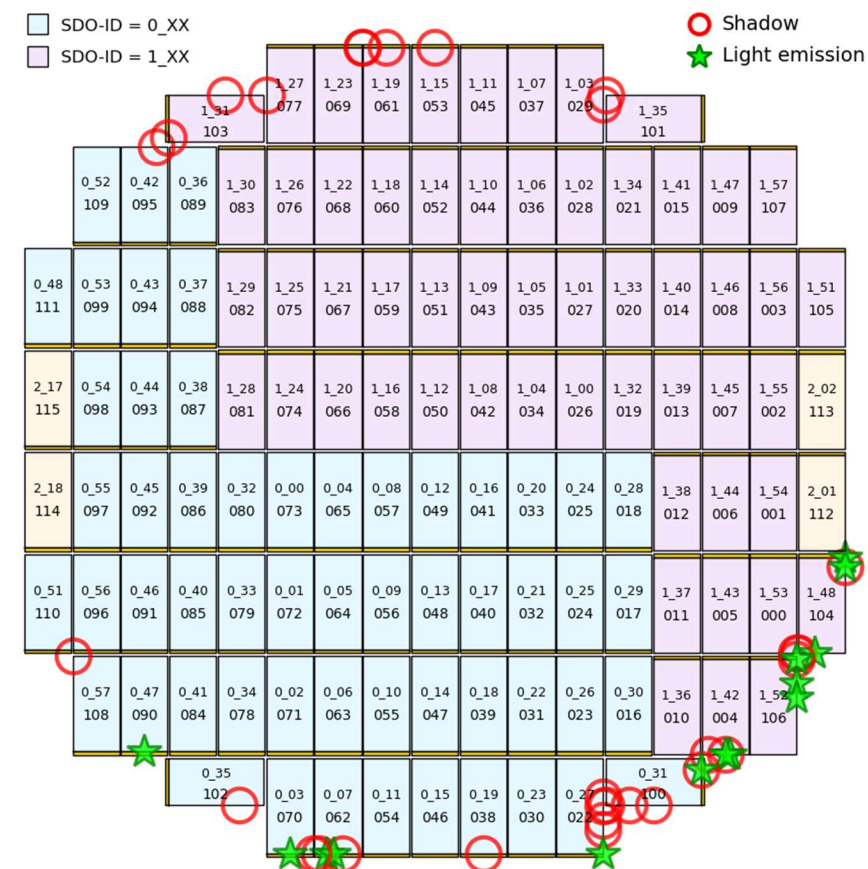 SDO-ID = 0_XX
SDO-ID = 1_XX
Shadow
Light emission
1_27 1_23 1_19 1_15 1_11 1_07 1_03
077 069 061 053 045 037 029
1_31 1_35
103 101
0_52 0_42 0_36 1_30 1_26 1_22 1_18 1_14 1_10 1_06 1_02 1_34 1_41 1_47 1_57
109 095 089 083 076 068 060 052 044 036 028 021 015 009 107
0_48 0_53 0_43 0_37 1_29 1_25 1_21 1_17 1_13 1_09 1_05 1_01 1_33 1_40 1_46 1_56 1_51
111 099 094 088 082 075 067 059 051 043 035 027 020 014 008 003 105
2_17 0_54 0_44 0_38 1_28 1_24 1_20 1_16 1_12 1_08 1_04 1_00 1_32 1_39 1_45 1_55 2_02
115 098 093 087 081 074 066 058 050 042 034 026 019 013 007 002 113
2_18 0_55 0_45 0_39 0_32 0_00 0_04 0_08 0_12 0_16 0_20 0_24 0_28 1_38 1_44 1_54 2_01
114 097 092 086 080 073 065 057 049 041 033 025 018 012 006 001 112
0_51 0_56 0_46 0_40 0_33 0_01 0_05 0_09 0_13 0_17 0_21 0_25 0_29 1_37 1_43 1_53 1_48
110 096 091 085 079 072 064 056 048 040 032 024 017 011 005 000 104
0_57 0_47 0_41 0_34 0_02 0_06 0_10 0_14 0_18 0_22 0_26 0_30 1_36 1_42 1_52
108 090 084 078 071 063 055 047 039 031 023 016 010 004 106
0_35 0_31
102 100
0_03 0_07 0_11 0_15 0_19 0_23 0_27
070 062 054 046 038 030 022